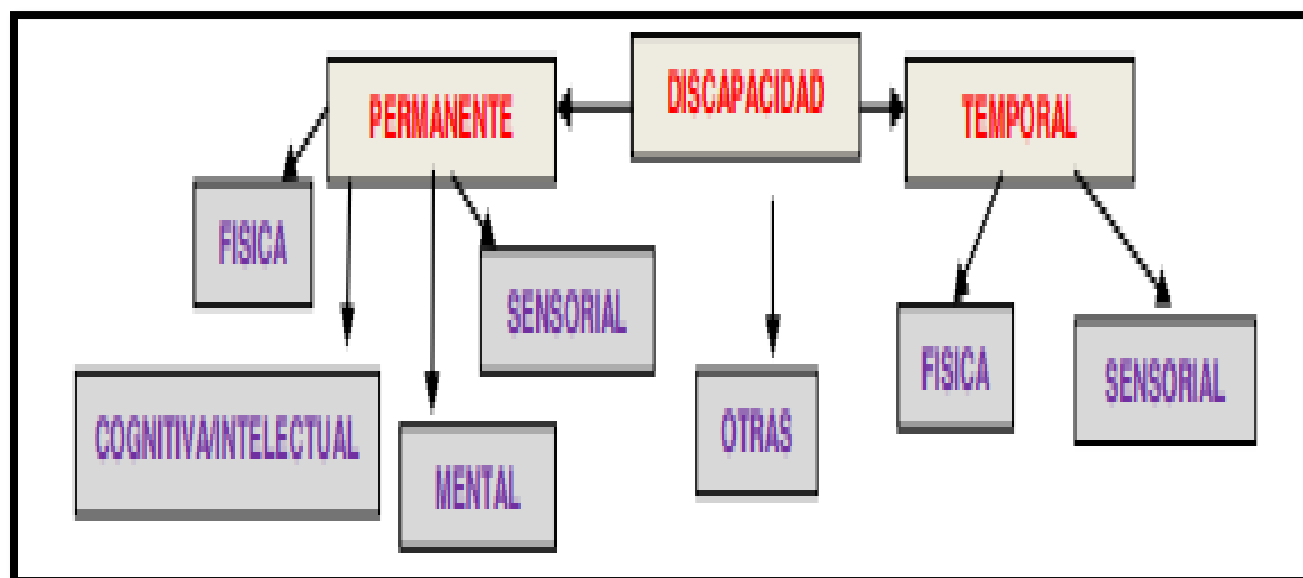 DISCAPACIDAD
PERMANENTE
TEMPORAL
FISICA
SENSORIAL
COGNITIVA/INTELECTUAL
MENTAL
OTRAS
FISICA
SENSORIAL